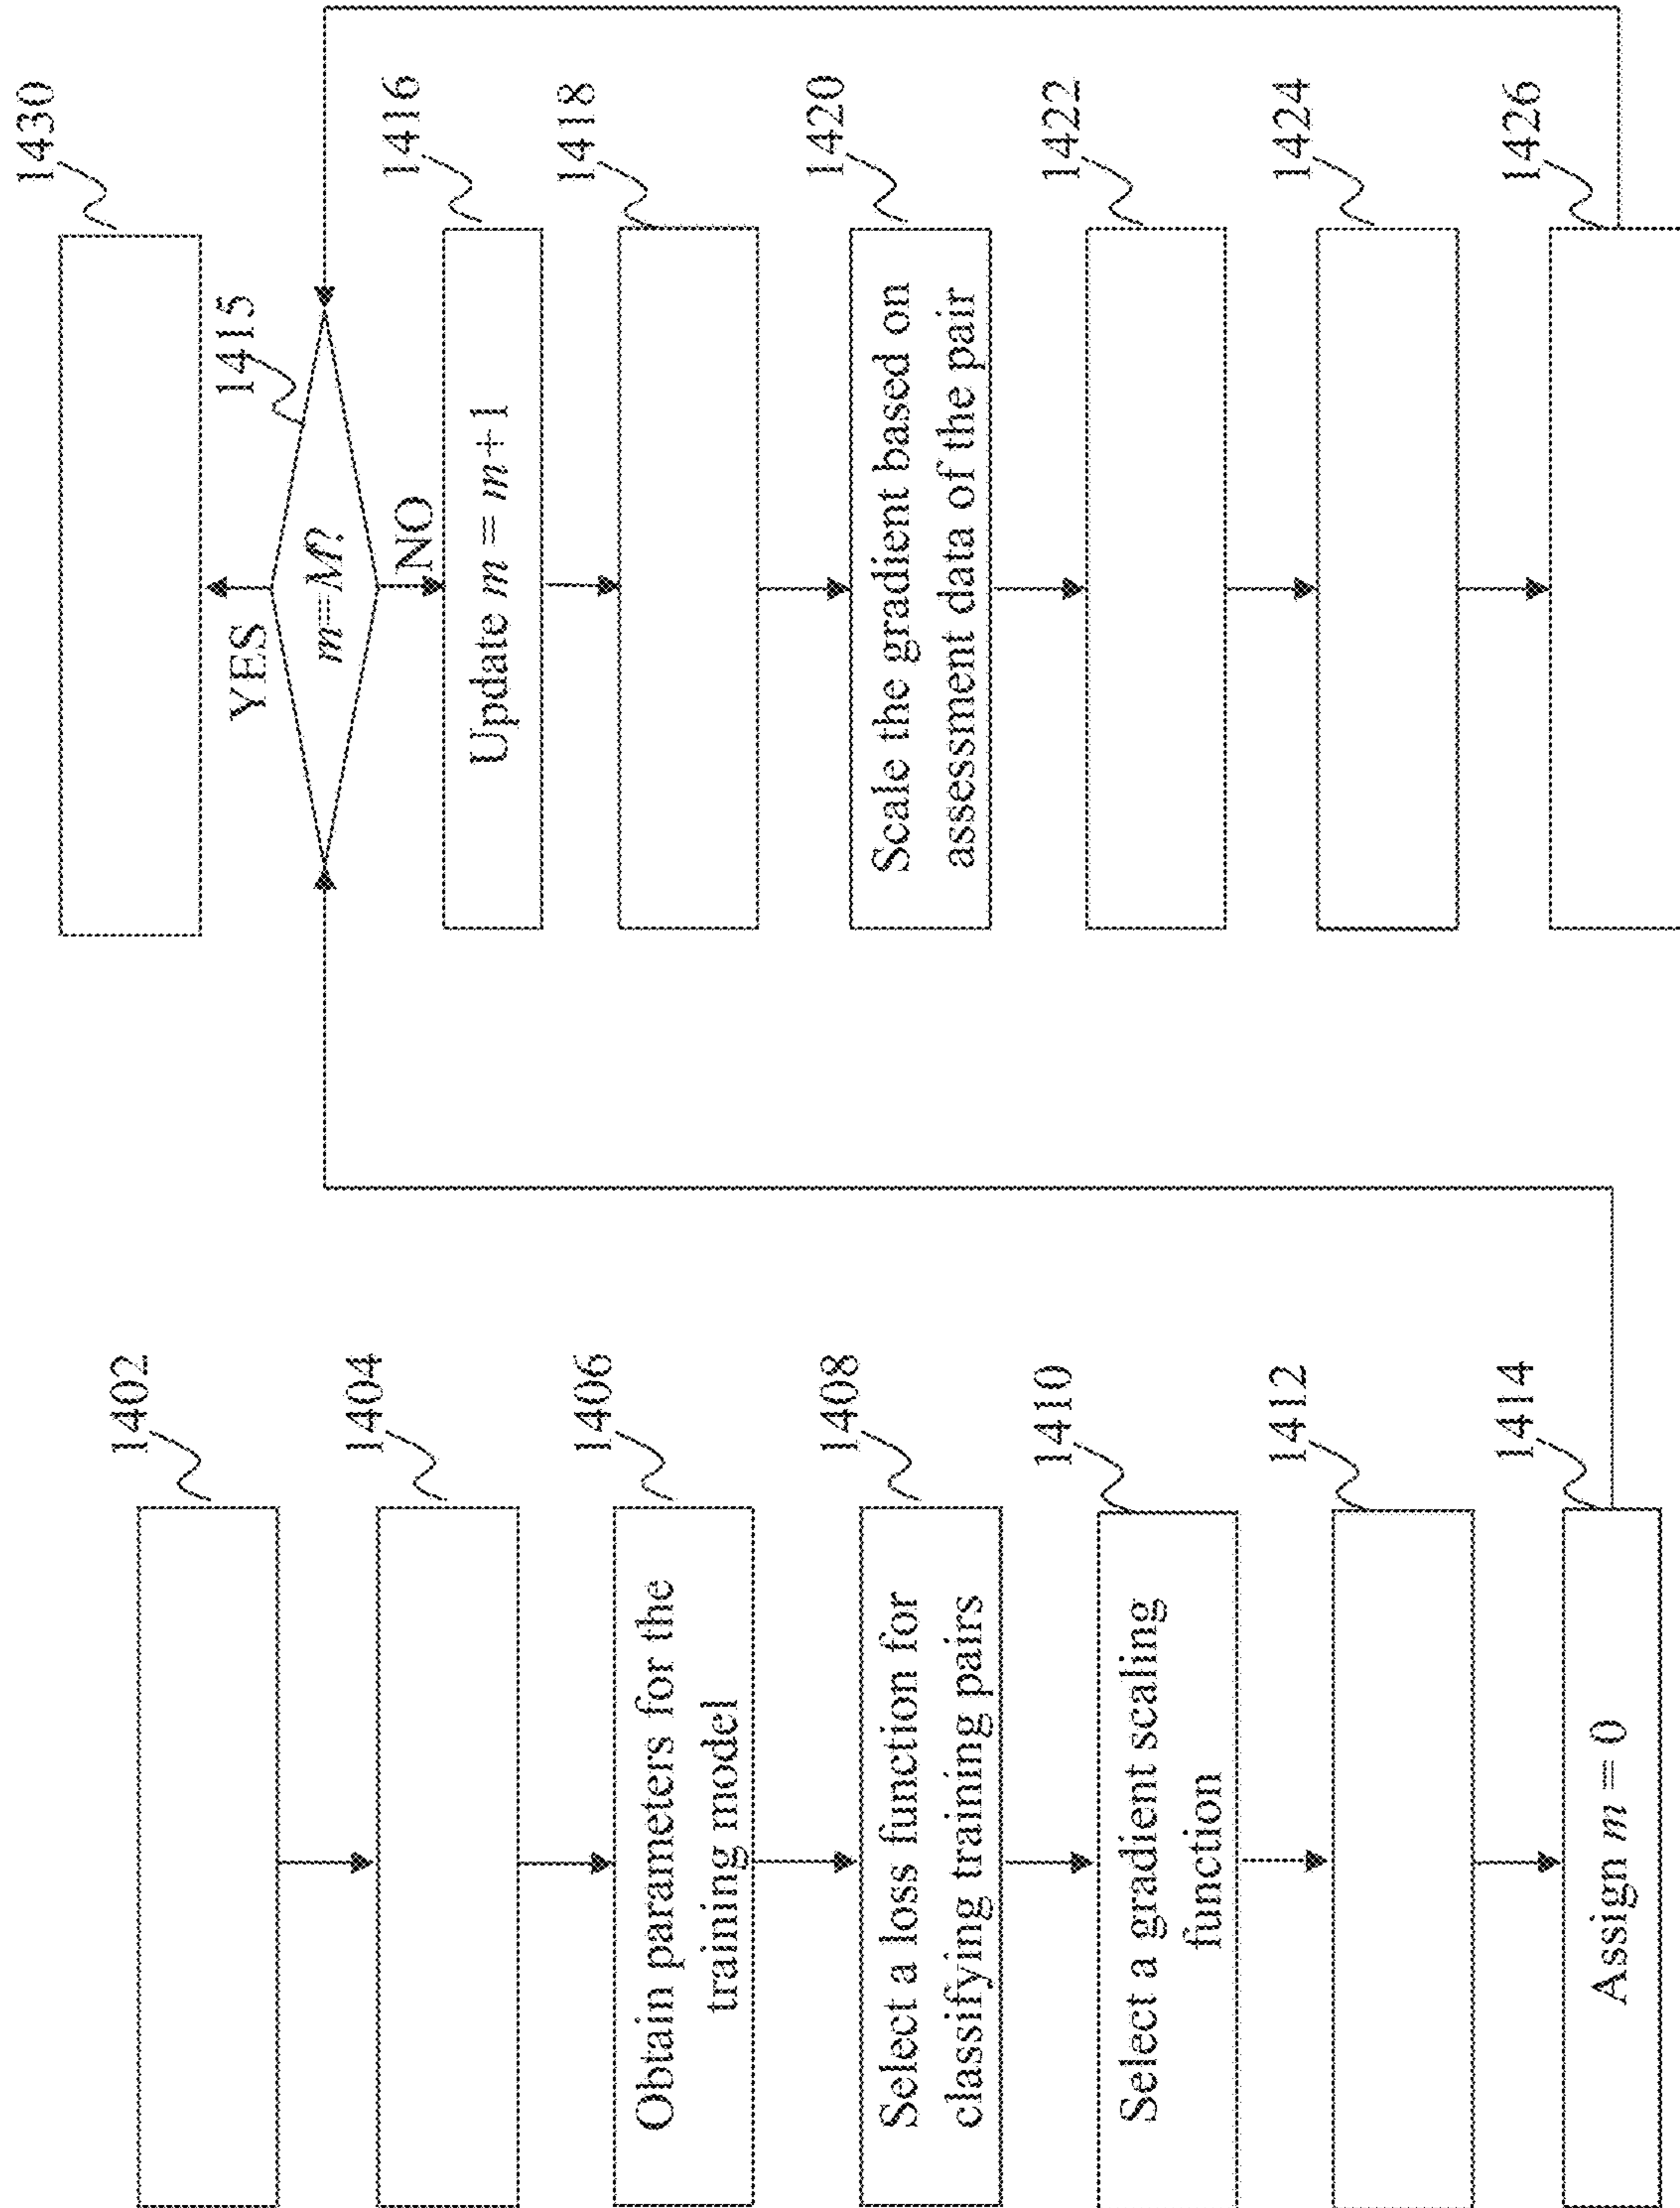 1402
1404
1406
Obtain parameters for the
training model
1408
Select a loss function for
classifying training pairs
1410
Select a gradient scaling
function
1412
1414
Assign m = 0
1430
YES
1415
m=M?
NO
1416
Update m = m+1
1418
1420
Scale the gradient based on
assessment data of the pair
1422
1424
1426